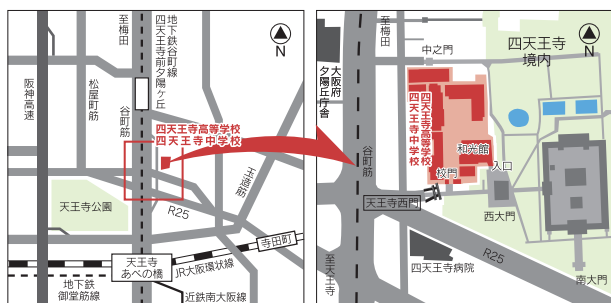 至梅田
地下鉄谷町線
四天王寺前夕陽ヶ丘
N
阪神高速
松屋町筋
谷町筋
四天王寺高等学校
四天王寺中学校
玉造筋
天王寺公園
R25
寺田町
天王寺
あべの橋
JR大阪環状線
地下鉄
御堂筋線
近鉄南大阪線
至梅田
中之門
四天王寺
境内
N
大阪府
夕陽丘庁舎
四天王寺高等学校
四天王寺中学校
谷町筋
和光館
校門
入口
天王寺西門
西大門
R25
至天王寺
四天王寺病院
南大門